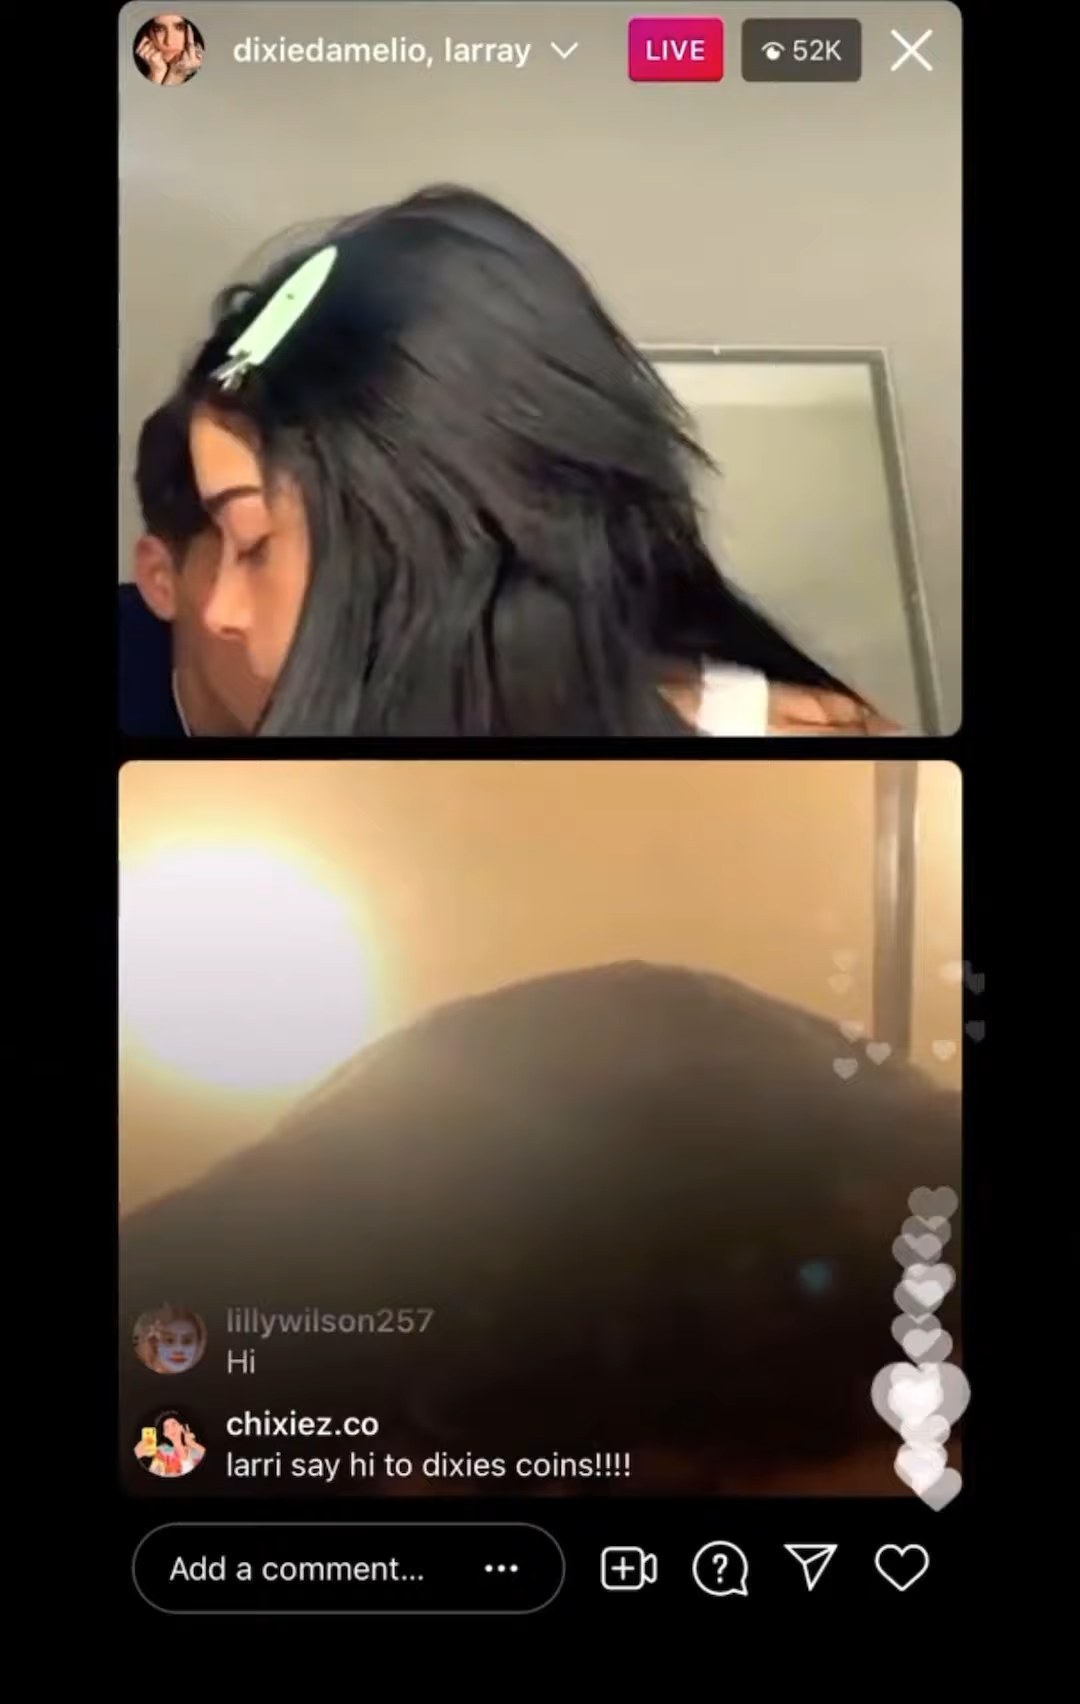 dixiedamelio, larray
LIVE
52K
lillywilson257
Hi
chixiez.co
larri say hi to dixies coins!!!!
Add a comment...